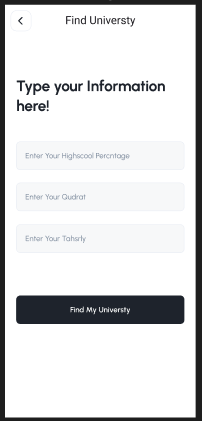 Find Universty
Type your Information
here!
Enter Your Highscool Percntage
Enter Your Qudrat
Enter Your Tahsrly
Find My Universty